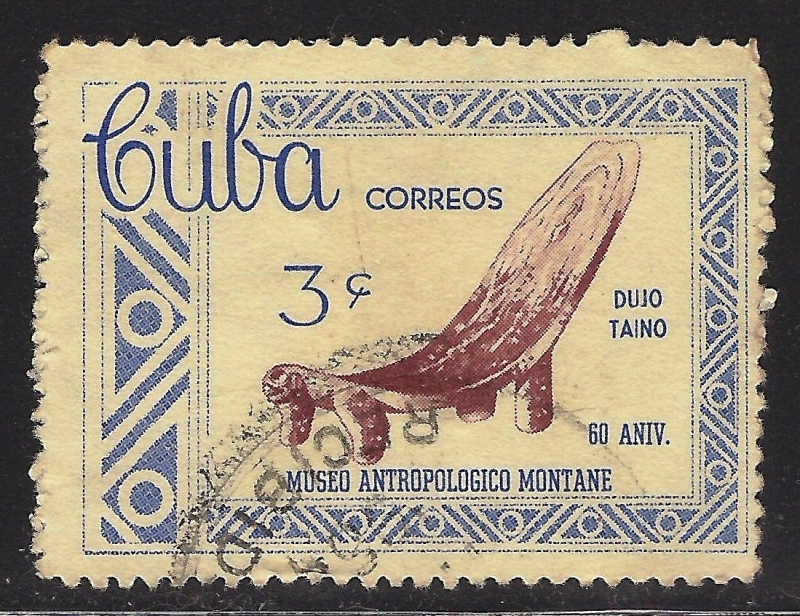 Cuba
CORREOS
3¢
DUJO
TAINO
60 ANIV.
MUSEO ANTROPOLOGICO MONTANE